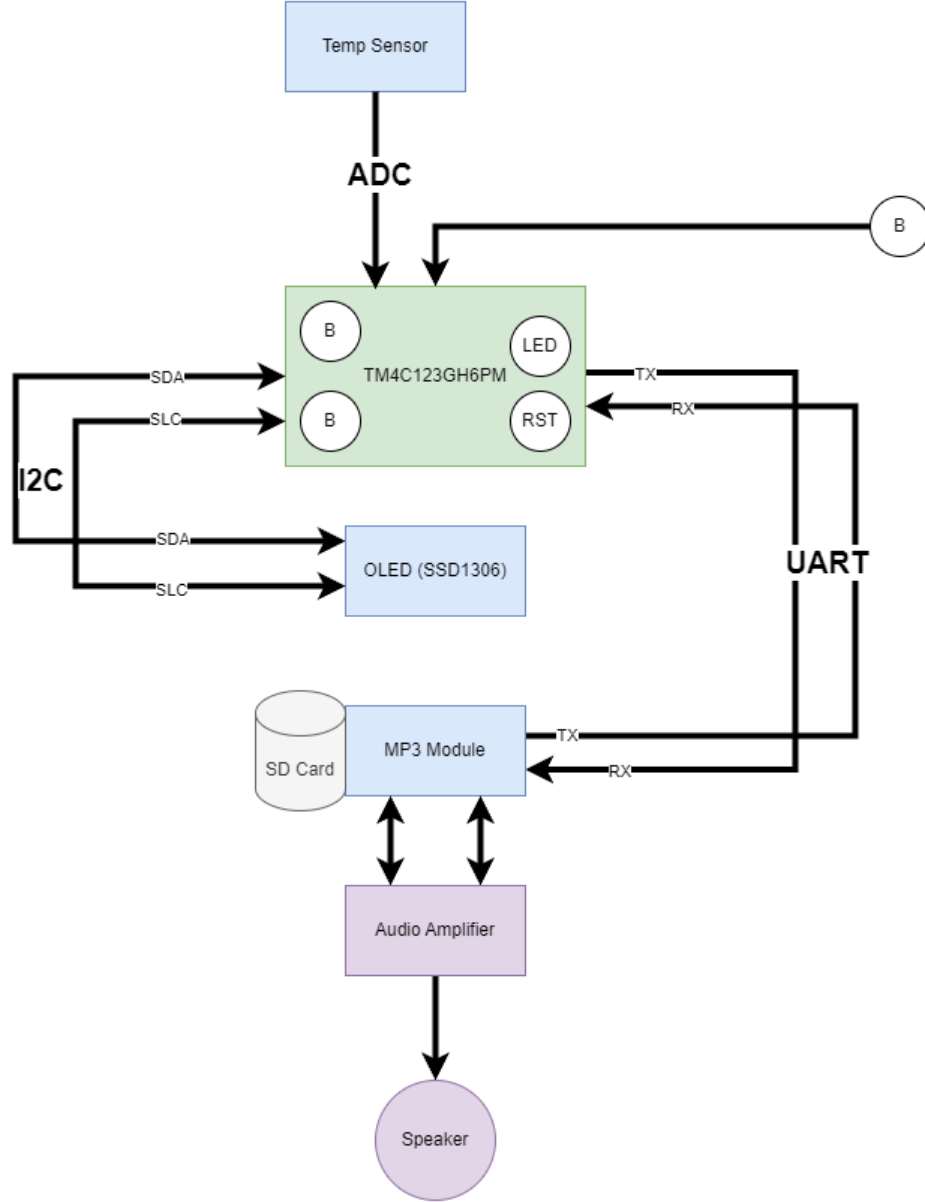 Temp Sensor
ADC
B
B
LED
TM4C123GH6PM
SDA
TX
B
RST
SLC
RX
I2C
SDA
OLED (SSD1306)
SLC
UART
SD Card
MP3 Module
TX
RX
Audio Amplifier
Speaker